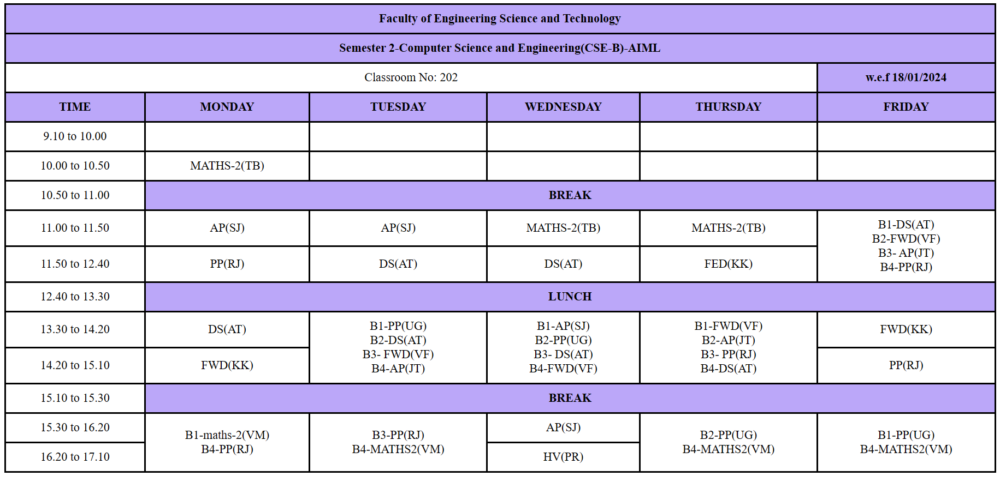 Faculty of Engineering Science and Technology
Semester 2-Computer Science and Engineering(CSE-B)-AIML
Classroom No: 202 w.e.f 18/01/2024
TIME MONDAY TUESDAY WEDNESDAY THURSDAY FRIDAY
9.10 to 10.00
10.00 to 10.50 MATHS-2(TB)
10.50 to 11.00 BREAK
11.00 to 11.50 AP(SJ) AP(SJ) MATHS-2(TB) MATHS-2(TB)
B1-DS(AT)
B2-FWD(VF)
B3- AP(JT)
B4-PP(RJ)
11.50 to 12.40 PP(RJ) DS(AT) DS(AT) FED(KK)
12.40 to 13.30 LUNCH
13.30 to 14.20 DS(AT)
B1-PP(UG)
B2-DS(AT)
B3- FWD(VF)
B4-AP(JT)
B1-AP(SJ)
B2-PP(UG)
B3- DS(AT)
B4-FWD(VF)
B1-FWD(VF)
B2-AP(JT)
B3- PP(RJ)
B4-DS(AT)
FWD(KK)
14.20 to 15.10 FWD(KK) PP(RJ)
15.10 to 15.30 BREAK
15.30 to 16.20
B1-maths-2(VM)
B4-PP(RJ)
B3-PP(RJ)
B4-MATHS2(VM)
AP(SJ)
B2-PP(UG)
B4-MATHS2(VM)
B1-PP(UG)
B4-MATHS2(VM)
16.20 to 17.10 HV(PR)